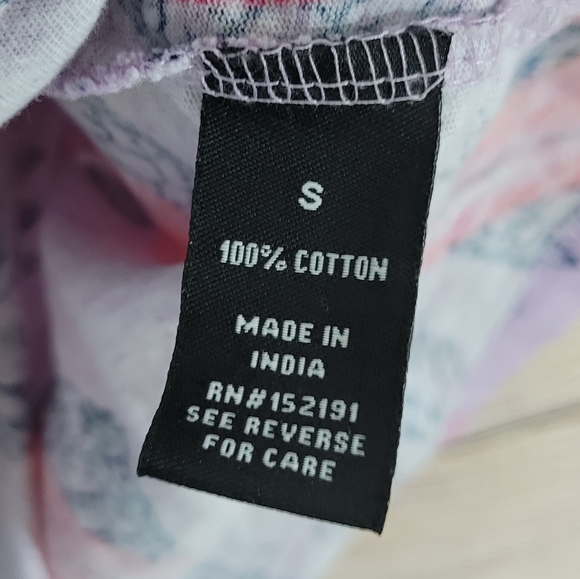 S
100% COTTON
MADE IN
INDIA
RN#152191
SEE REVERSE
FOR CARE